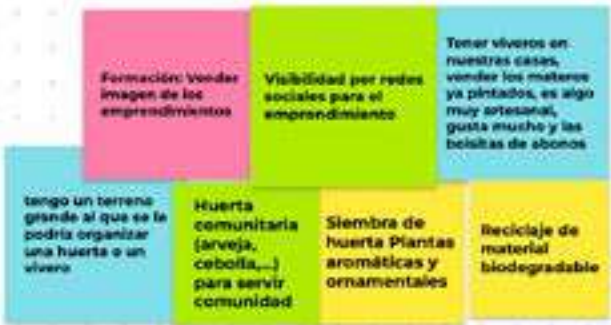 Formación: Vender
imagen de los
emprendimientos
Visibilidad por redes
sociales para el
emprendimiento
Tener viveros en
nuestras casas,
vender los materos
ya pintados, es algo
muy artesanal,
gusta mucho y las
bolsitas de abonos
tengo un terreno
grande al que se le
podría organizar
una huerta o un
vivero
Huerta
comunitaria
(arveja,
cebolla,...)
para servir
comunidad
Siembra de
huerta Plantas
aromáticas y
ornamentales
Reciclaje de
material
biodegradable